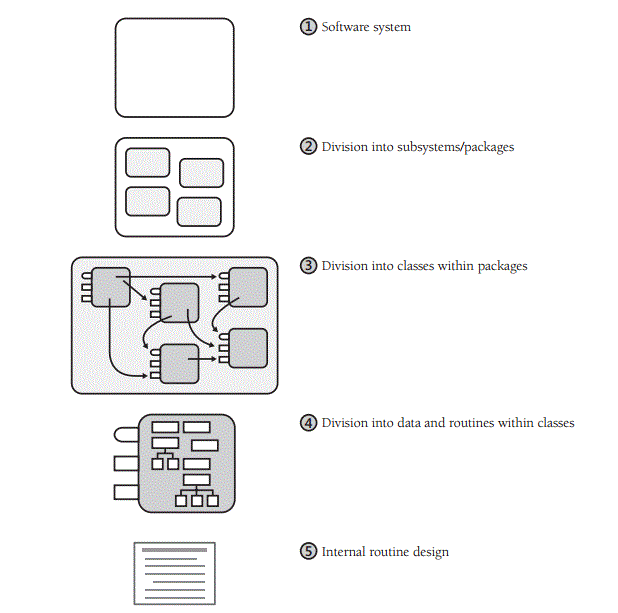 1 Software system
2 Division into subsystems/packages
3 Division into classes within packages
4 Division into data and routines within classes
5 Internal routine design